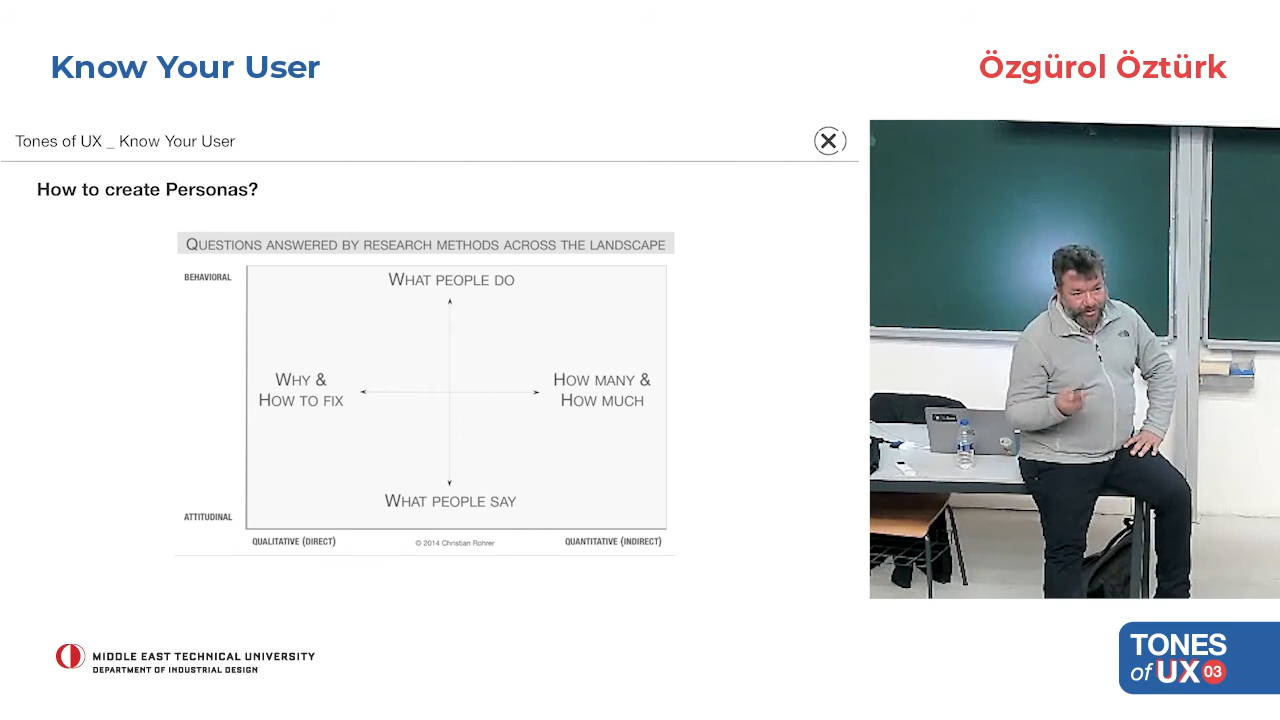 Know Your User
Özgürol Öztürk
Tones of UX _ Know Your User
How to create Personas?
QUESTIONS ANSWERED BY RESEARCH METHODS ACROSS THE LANDSCAPE
BEHAVIORAL
WHAT PEOPLE DO
WHY &
HOW TO FIX
HOW MANY &
HOW MUCH
WHAT PEOPLE SAY
ATTITUDINAL
QUALITATIVE (DIRECT)
© 2014 Christian Rohrer
QUANTITATIVE (INDIRECT)
MIDDLE EAST TECHNICAL UNIVERSITY
DEPARTMENT OF INDUSTRIAL DESIGN
TONES
of UX 03